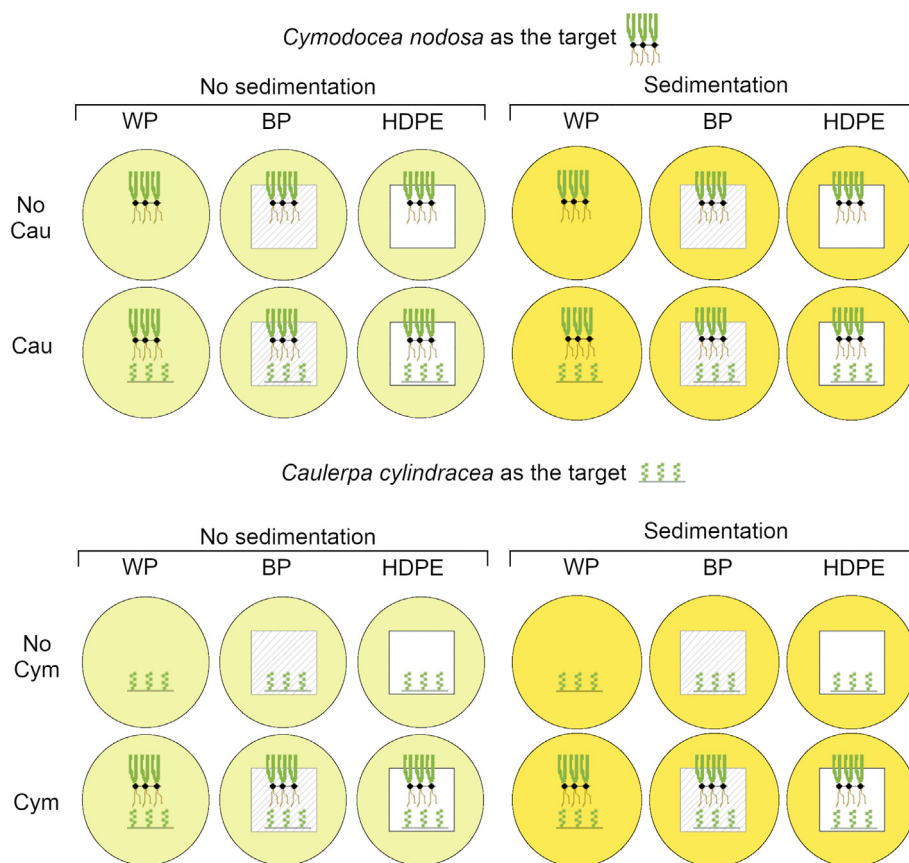 Cymodocea nodosa as the target
No sedimentation Sedimentation
WP BP HDPE WP BP HDPE
No
Cau
Cau
Caulerpa cylindracea as the target
No sedimentation Sedimentation
WP BP HDPE WP BP HDPE
No
Cym
Cym